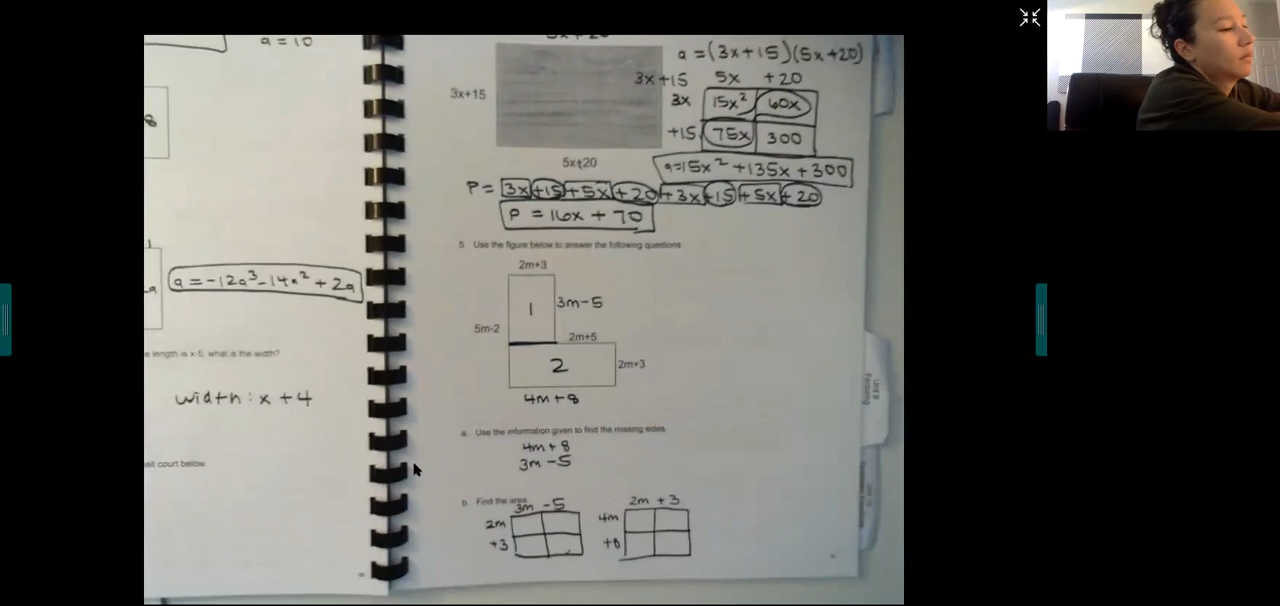 a = 10
8
a = -12a³ - 14a² + 2a
e length is x-5, what is the width?
width: x + 4
all court below.
a = (3x+15)(5x+20)
3x+15
3x+15 5x +20
3x 15x² 60x
+15 75x 300
5x+20
a = 15x² + 135x + 300
P = 3x + 15 + 5x + 20 + 3x + 15 + 5x + 20
P = 16x + 70
5. Use the figure below to answer the following questions.
2m+3
1
3m-5
5m-2
2m+5
2
2m+3
4m+8
a. Use the information given to find the missing sides.
4m + 8
3m - 5
b. Find the area.
3m -5
2m
+3
2m +3
4m
+8
Unit 9
Factoring